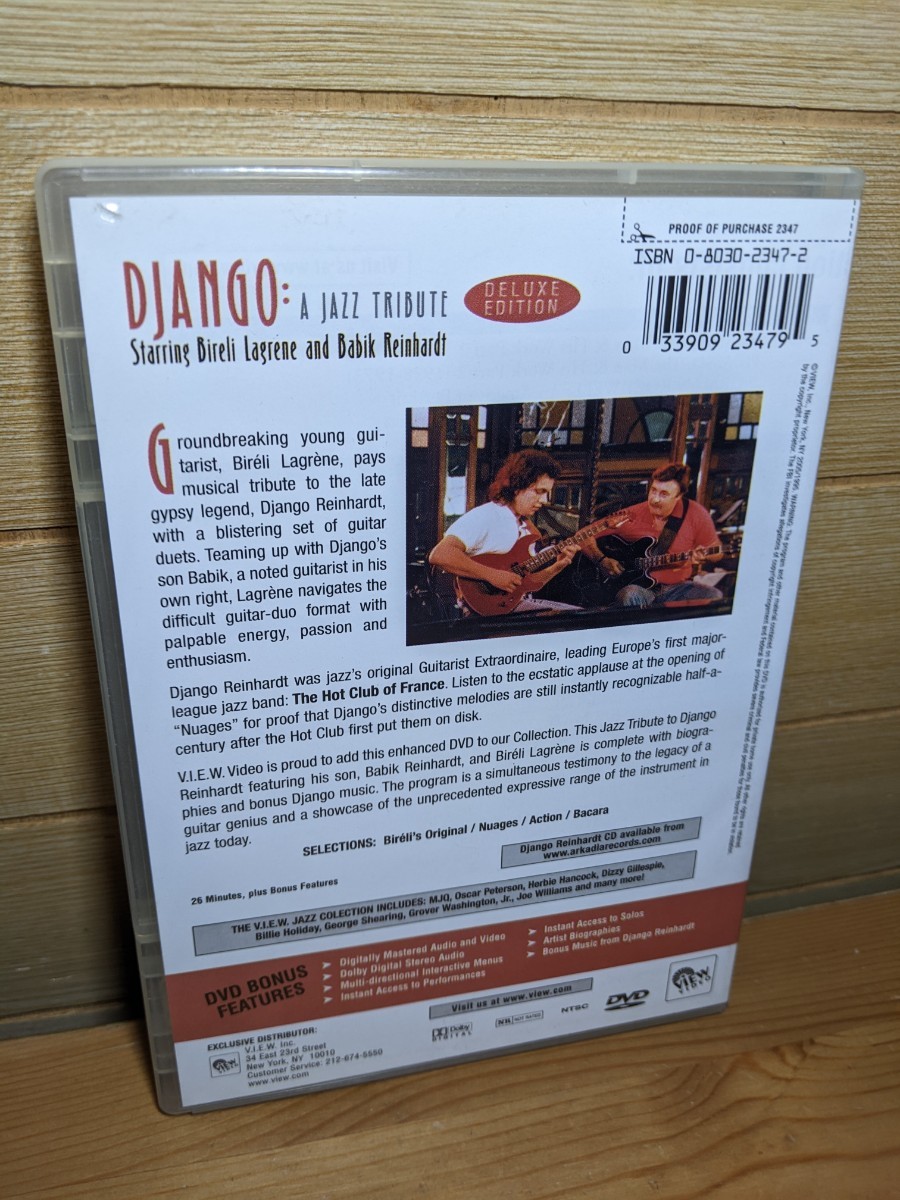 PROOF OF PURCHASE 2347
ISBN 0-8030-2347-2
DJANGO: A JAZZ TRIBUTE
DELUXE
EDITION
Starring Bireli Lagrene and Babik Reinhardt
0 33909 23479 5
Groundbreaking young gui-
tarist, Biréli Lagrène, pays
musical tribute to the late
gypsy legend, Django Reinhardt,
with a blistering set of guitar
duets. Teaming up with Django's
son Babik, a noted guitarist in his
own right, Lagrène navigates the
difficult guitar-duo format with
palpable energy, passion and
enthusiasm.
Django Reinhardt was jazz's original Guitarist Extraordinaire, leading Europe's first major-
league jazz band: The Hot Club of France. Listen to the ecstatic applause at the opening of
"Nuages" for proof that Django's distinctive melodies are still instantly recognizable half-a-
century after the Hot Club first put them on disk.
V.I.E.W. Video is proud to add this enhanced DVD to our Collection. This Jazz Tribute to Django
Reinhardt featuring his son, Babik Reinhardt, and Biréli Lagrène is complete with biogra-
phies and bonus Django music. The program is a simultaneous testimony to the legacy of a
guitar genius and a showcase of the unprecedented expressive range of the instrument in
jazz today.
SELECTIONS: Biréli's Original / Nuages / Action / Bacara
Django Reinhardt CD available from
www.arkadiarecords.com
26 Minutes, plus Bonus Features
THE V.I.E.W. JAZZ COLECTION INCLUDES: MJQ, Oscar Peterson, Herbie Hancock, Dizzy Gillespie,
Billie Holiday, George Shearing, Grover Washington, Jr., Joe Williams and many more!
DVD BONUS
FEATURES
Digitally Mastered Audio and Video
Dolby Digital Stereo Audio
Multi-directional Interactive Menus
Instant Access to Performances
Instant Access to Solos
Artist Biographies
Bonus Music from Django Reinhardt
Visit us at www.view.com
EXCLUSIVE DISTRIBUTOR:
V.I.E.W. Inc.
34 East 23rd Street
New York, NY 10010
Customer Service: 212-674-5550
www.view.com
Dolby
DIGITAL
NR NOT RATED
NTSC
DVD
VIEW
VIDEO